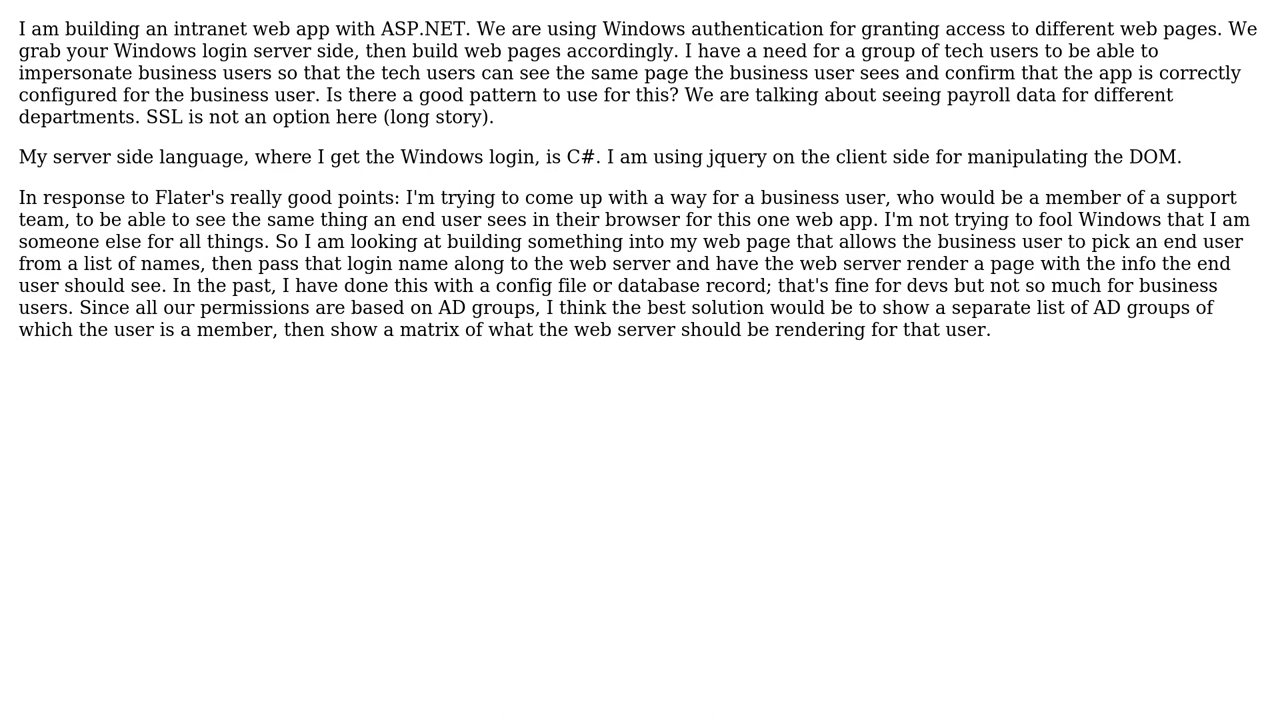 I am building an intranet web app with ASP.NET. We are using Windows authentication for granting access to different web pages. We
grab your Windows login server side, then build web pages accordingly. I have a need for a group of tech users to be able to
impersonate business users so that the tech users can see the same page the business user sees and confirm that the app is correctly
configured for the business user. Is there a good pattern to use for this? We are talking about seeing payroll data for different
departments. SSL is not an option here (long story).
My server side language, where I get the Windows login, is C#. I am using jquery on the client side for manipulating the DOM.
In response to Flater's really good points: I'm trying to come up with a way for a business user, who would be a member of a support
team, to be able to see the same thing an end user sees in their browser for this one web app. I'm not trying to fool Windows that I am
someone else for all things. So I am looking at building something into my web page that allows the business user to pick an end user
from a list of names, then pass that login name along to the web server and have the web server render a page with the info the end
user should see. In the past, I have done this with a config file or database record; that's fine for devs but not so much for business
users. Since all our permissions are based on AD groups, I think the best solution would be to show a separate list of AD groups of
which the user is a member, then show a matrix of what the web server should be rendering for that user.